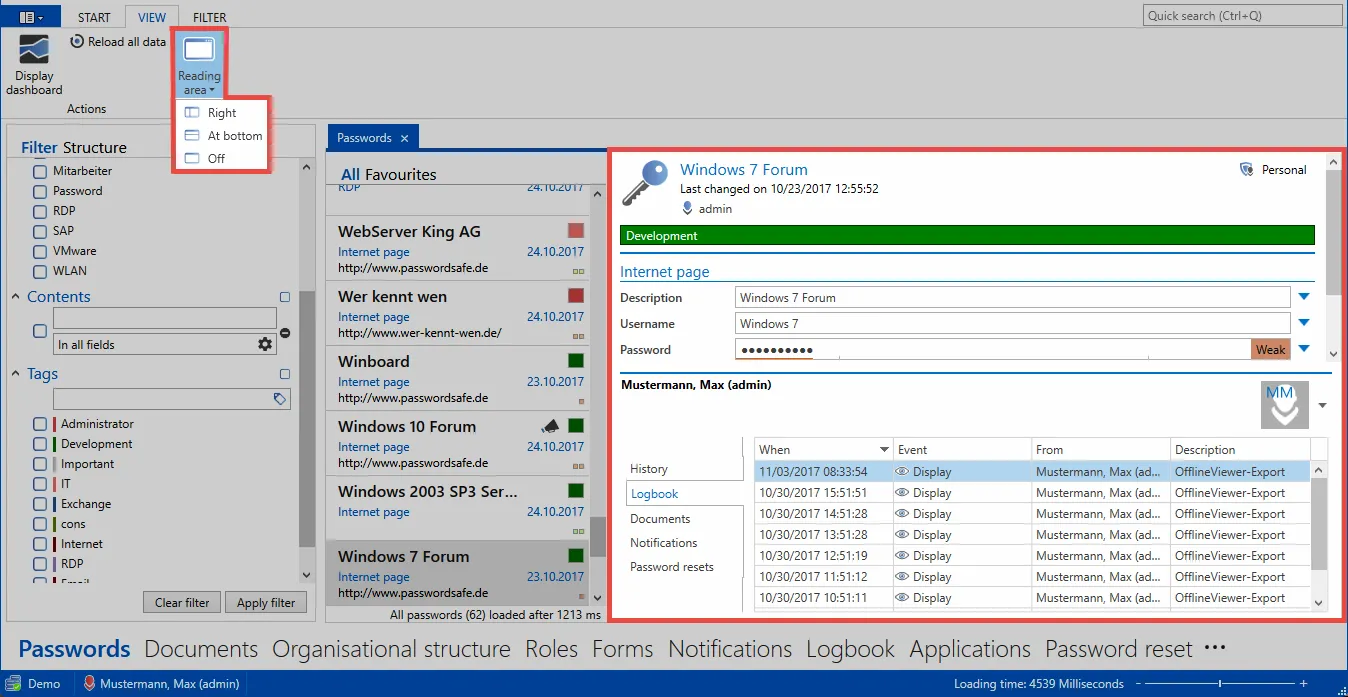 START VIEW FILTER
Quick search (Ctrl+Q)
Display dashboard
Reload all data
Actions
Reading area
Right
At bottom
Off
Filter Structure
Mitarbeiter
Password
RDP
SAP
VMware
WLAN
Contents
In all fields
Tags
Administrator
Development
Important
IT
Exchange
cons
Internet
RDP
Email
Clear filter Apply filter
Passwords
All Favourites
RDP 24.10.2017
WebServer King AG
Internet page 24.10.2017
http://www.passwordsafe.de
Wer kennt wen
Internet page 24.10.2017
http://www.wer-kennt-wen.de/
Winboard
Internet page 23.10.2017
http://www.passwordsafe.de
Windows 10 Forum
Internet page 24.10.2017
http://www.passwordsafe.de
Windows 2003 SP3 Ser...
Internet page 24.10.2017
Windows 7 Forum
Internet page 23.10.2017
http://www.passwordsafe.de
All passwords (62) loaded after 1213 ms
Windows 7 Forum
Last changed on 10/23/2017 12:55:52
admin
Personal
Development
Internet page
Description Windows 7 Forum
Username Windows 7
Password ●●●●●●●●●● Weak
Mustermann, Max (admin)
MM
History
Logbook
Documents
Notifications
Password resets
When Event From Description
11/03/2017 08:33:54 Display Mustermann, Max (ad... OfflineViewer-Export
10/30/2017 15:51:51 Display Mustermann, Max (ad... OfflineViewer-Export
10/30/2017 14:51:28 Display Mustermann, Max (ad... OfflineViewer-Export
10/30/2017 13:51:28 Display Mustermann, Max (ad... OfflineViewer-Export
10/30/2017 12:51:19 Display Mustermann, Max (ad... OfflineViewer-Export
10/30/2017 11:51:12 Display Mustermann, Max (ad... OfflineViewer-Export
10/30/2017 10:51:11 Display Mustermann, Max (ad... OfflineViewer-Export
Passwords Documents Organisational structure Roles Forms Notifications Logbook Applications Password reset ...
Demo Mustermann, Max (admin) Loading time: 4539 Milliseconds